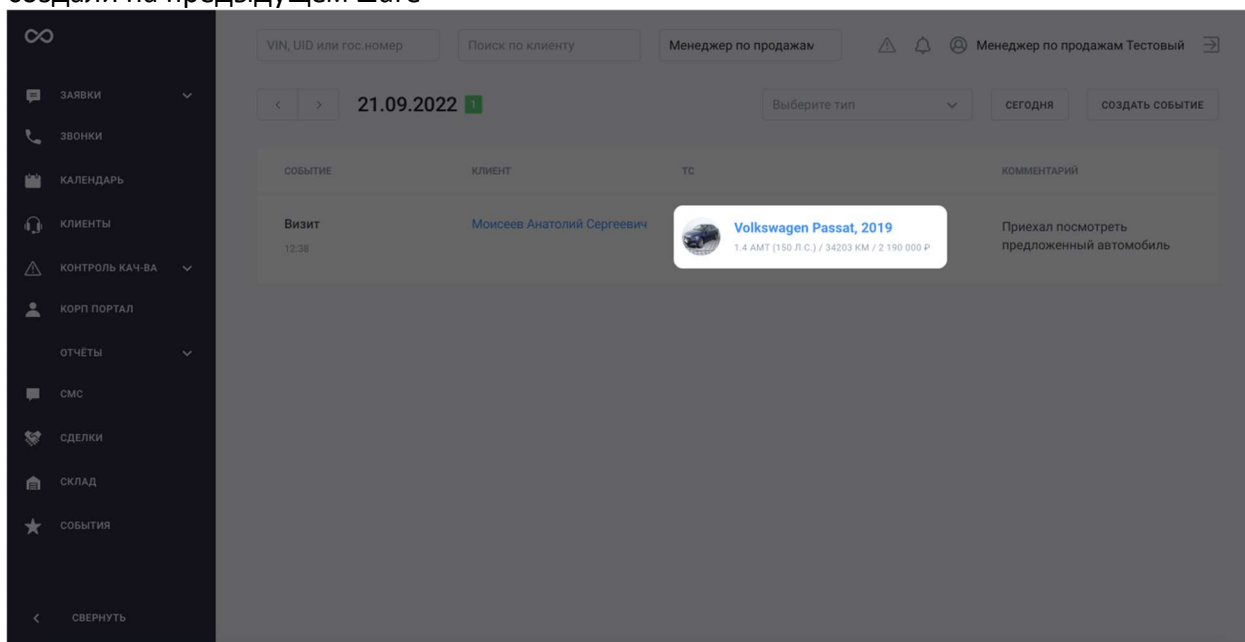 создали на предыдущем шаге
VIN, UID или гос.номер
Поиск по клиенту
Менеджер по продажам
Менеджер по продажам Тестовый
ЗАЯВКИ
ЗВОНКИ
КАЛЕНДАРЬ
КЛИЕНТЫ
КОНТРОЛЬ КАЧ-ВА
КОРП ПОРТАЛ
ОТЧЁТЫ
СМС
СДЕЛКИ
СКЛАД
СОБЫТИЯ
СВЕРНУТЬ
21.09.2022 1
Выберите тип
СЕГОДНЯ
СОЗДАТЬ СОБЫТИЕ
СОБЫТИЕ
КЛИЕНТ
ТС
КОММЕНТАРИЙ
Визит
12:38
Моисеев Анатолий Сергеевич
Volkswagen Passat, 2019
1.4 AMT (150 Л.С.) / 34203 КМ / 2 190 000 ₽
Приехал посмотреть
предложенный автомобиль